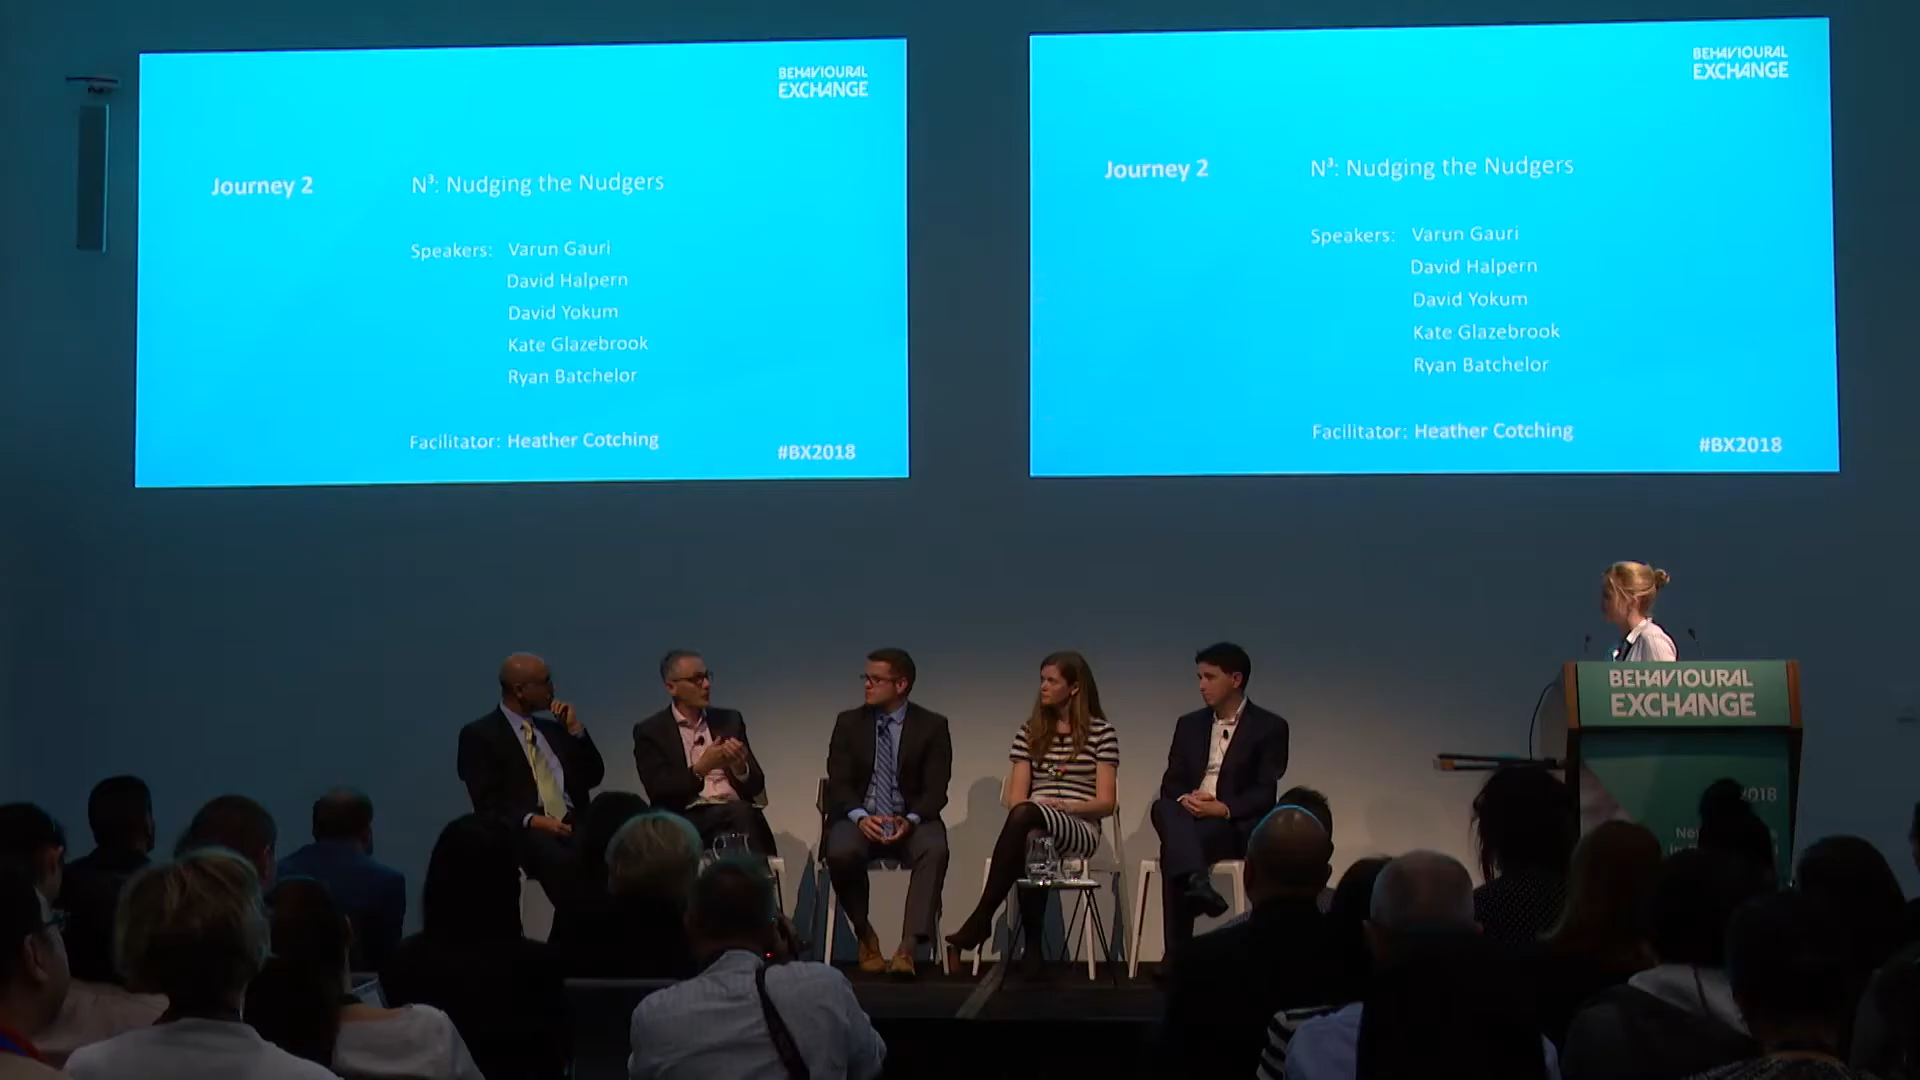 BEHAVIOURAL
EXCHANGE
Journey 2
N³: Nudging the Nudgers
Speakers: Varun Gauri
David Halpern
David Yokum
Kate Glazebrook
Ryan Batchelor
Facilitator: Heather Cotching
#BX2018
BEHAVIOURAL
EXCHANGE
Journey 2
N³: Nudging the Nudgers
Speakers: Varun Gauri
David Halpern
David Yokum
Kate Glazebrook
Ryan Batchelor
Facilitator: Heather Cotching
#BX2018
BEHAVIOURAL
EXCHANGE
2018